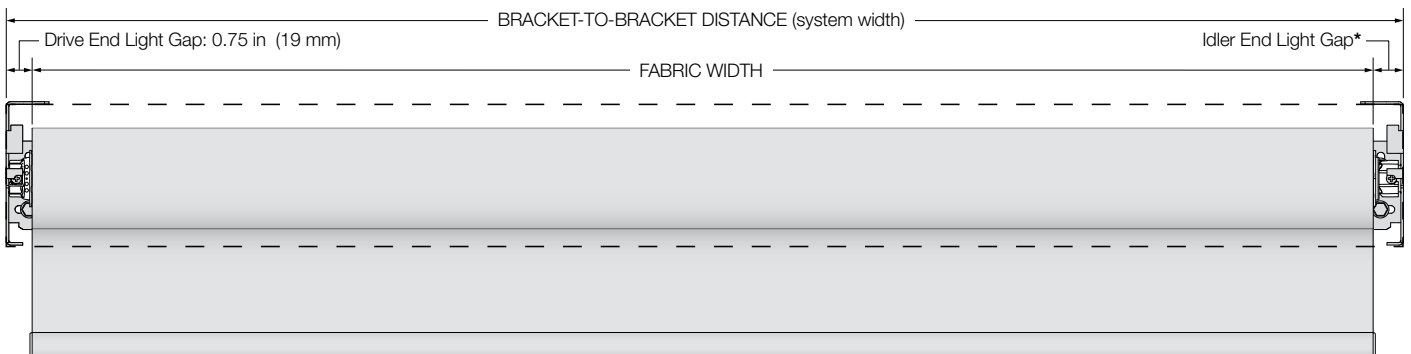 BRACKET-TO-BRACKET DISTANCE (system width)
Drive End Light Gap: 0.75 in (19 mm)
Idler End Light Gap*
FABRIC WIDTH